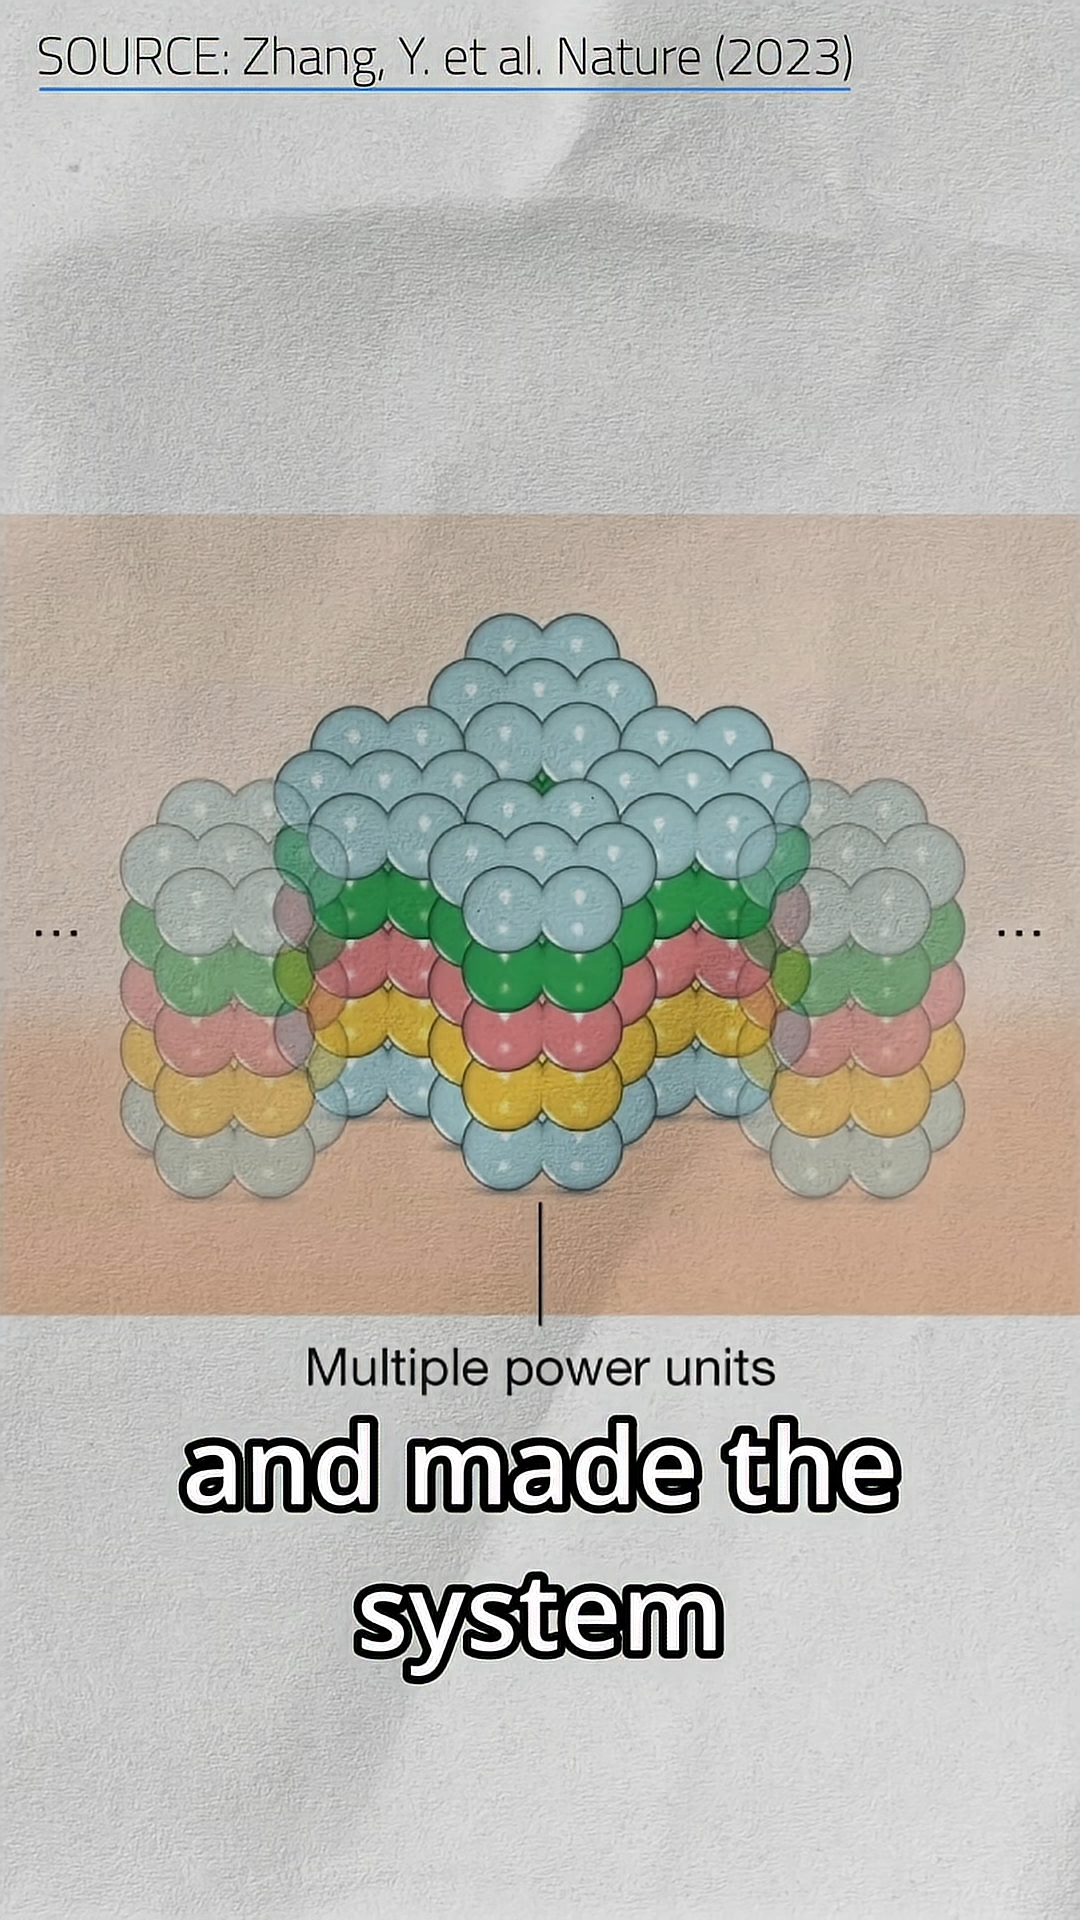 SOURCE: Zhang, Y. et al. Nature (2023)
... ...
Multiple power units
and made the
system